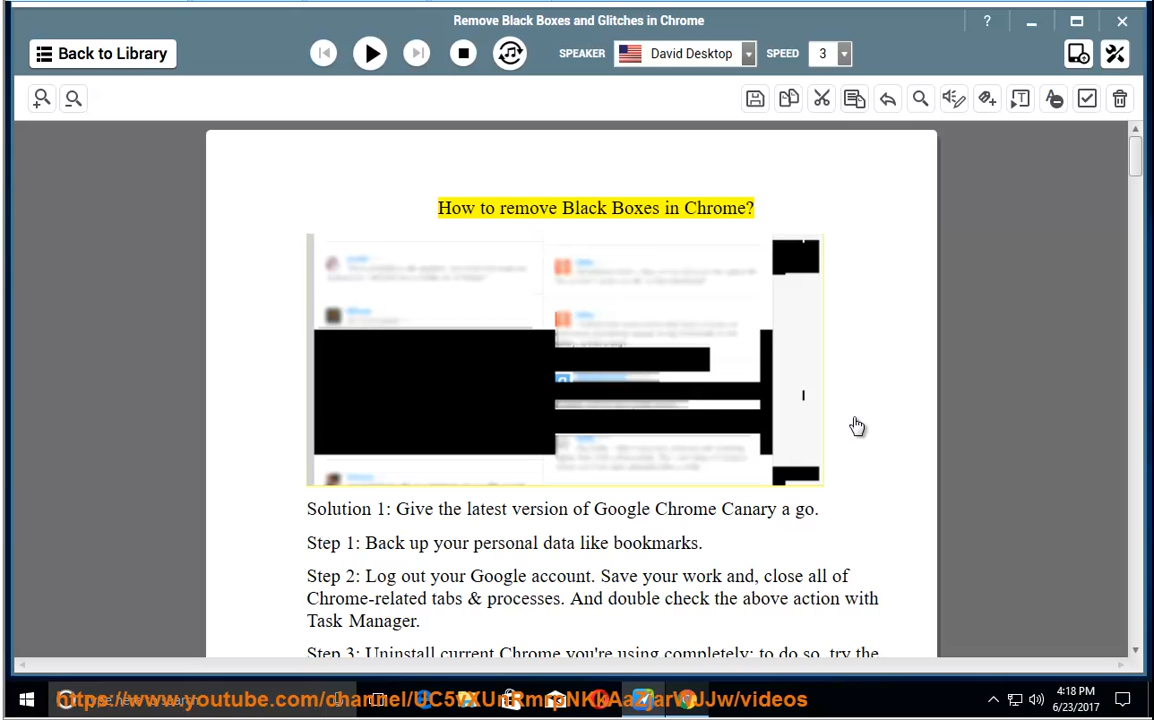 Remove Black Boxes and Glitches in Chrome
?
Back to Library
SPEAKER
David Desktop
SPEED
3
How to remove Black Boxes in Chrome?
Solution 1: Give the latest version of Google Chrome Canary a go.
Step 1: Back up your personal data like bookmarks.
Step 2: Log out your Google account. Save your work and, close all of
Chrome-related tabs & processes. And double check the above action with
Task Manager.
Step 3: Uninstall current Chrome you're using completely; to do so, try the
4:18 PM
6/23/2017